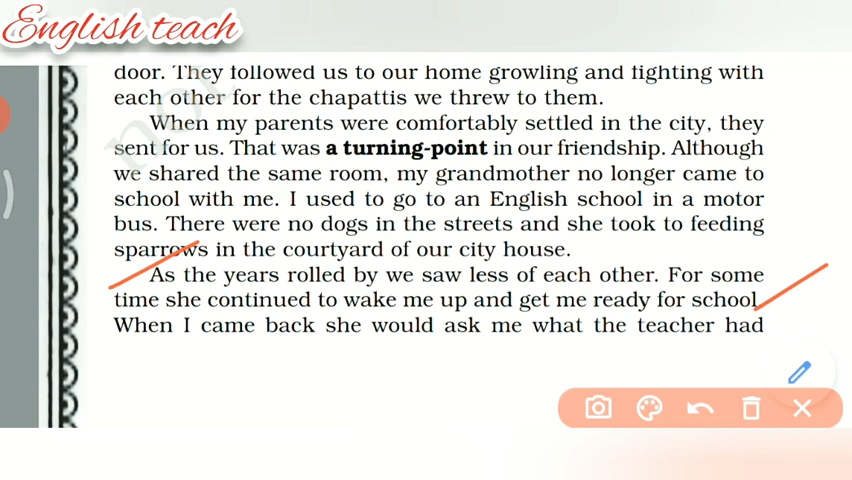 English teach
door. They followed us to our home growling and fighting with
each other for the chapattis we threw to them.
When my parents were comfortably settled in the city, they
sent for us. That was a turning-point in our friendship. Although
we shared the same room, my grandmother no longer came to
school with me. I used to go to an English school in a motor
bus. There were no dogs in the streets and she took to feeding
sparrows in the courtyard of our city house.
As the years rolled by we saw less of each other. For some
time she continued to wake me up and get me ready for school
When I came back she would ask me what the teacher had
not